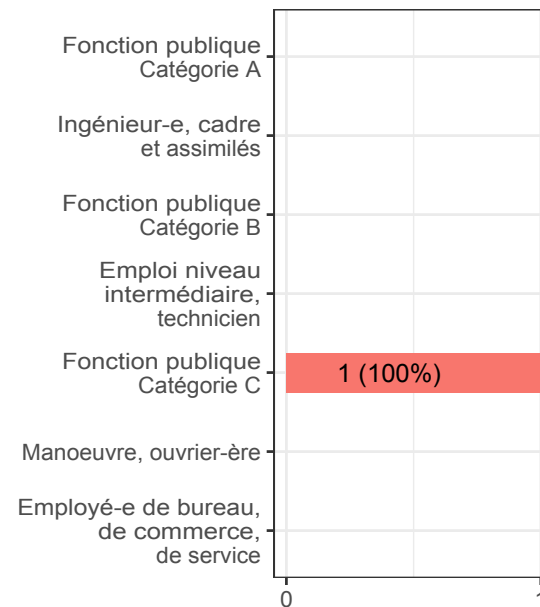 Fonction publique
Catégorie A
Ingénieur-e, cadre
et assimilés
Fonction publique
Catégorie B
Emploi niveau
intermédiaire,
technicien
Fonction publique
Catégorie C
1 (100%)
Manoeuvre, ouvrier-ère
Employé-e de bureau,
de commerce,
de service
0 1